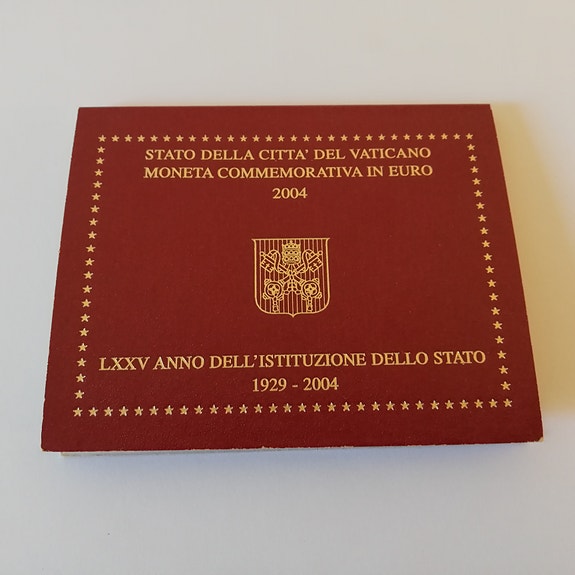 STATO DELLA CITTA' DEL VATICANO
MONETA COMMEMORATIVA IN EURO
2004
LXXV ANNO DELL'ISTITUZIONE DELLO STATO
1929 - 2004